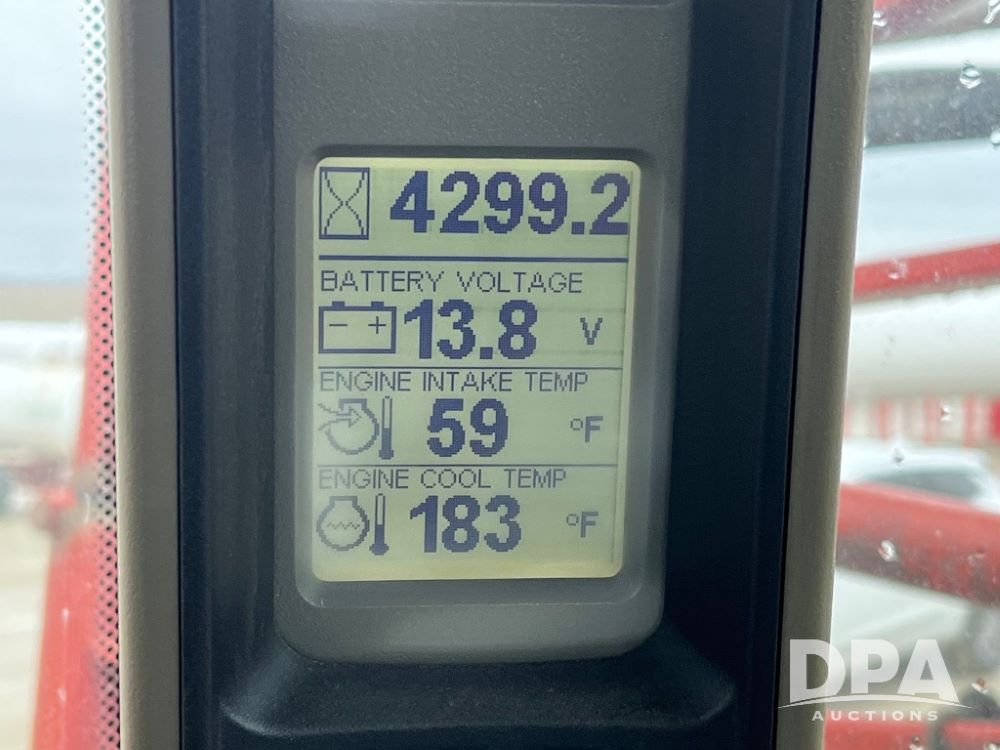 4299.2
BATTERY VOLTAGE
- + 13.8 V
ENGINE INTAKE TEMP
59 °F
ENGINE COOL TEMP
183 °F
DPA
AUCTIONS